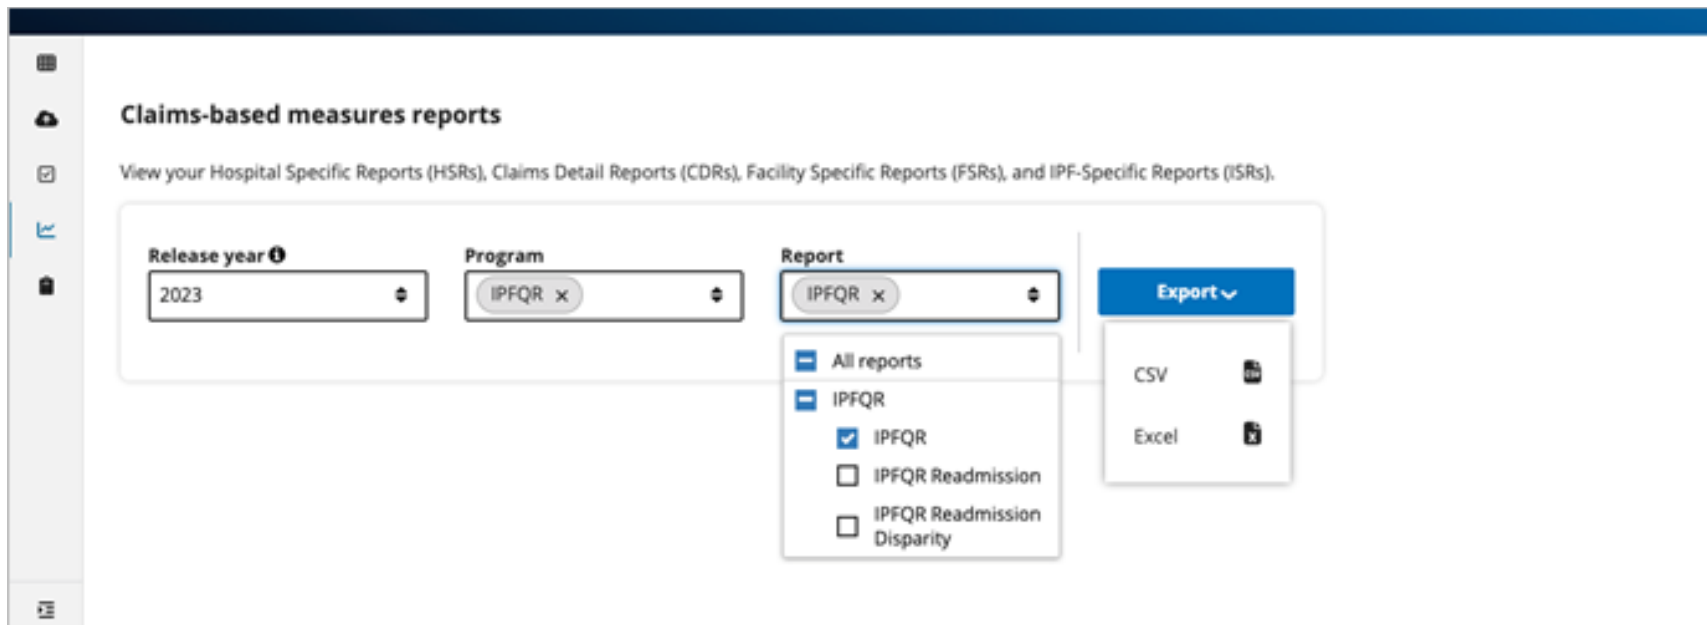 Claims-based measures reports
View your Hospital Specific Reports (HSRs), Claims Detail Reports (CDRs), Facility Specific Reports (FSRs), and IPF-Specific Reports (ISRs).
Release year
Program
Report
2023
IPFQR ×
IPFQR ×
Export
All reports
IPFQR
IPFQR
IPFQR Readmission
IPFQR Readmission
Disparity
CSV
Excel